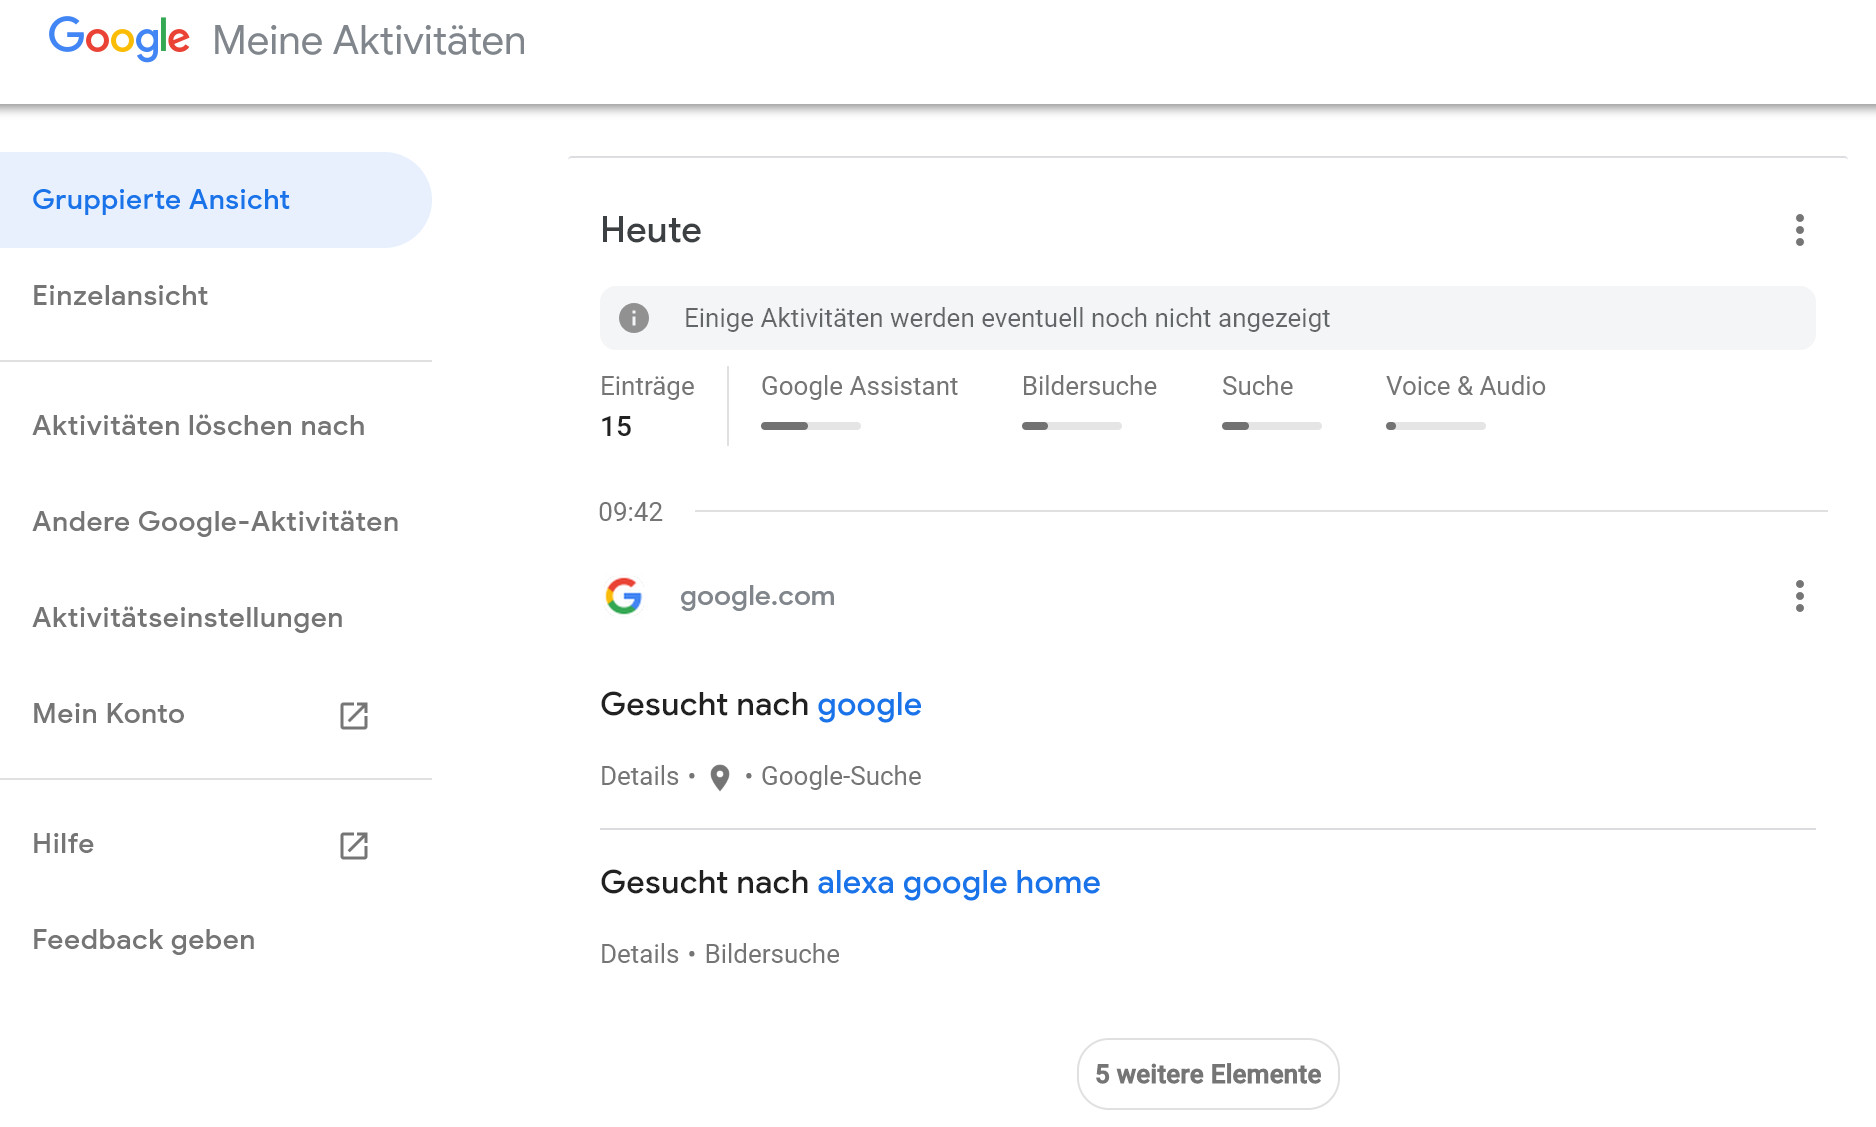 Google Meine Aktivitäten
Gruppierte Ansicht
Einzelansicht
Aktivitäten löschen nach
Andere Google-Aktivitäten
Aktivitätseinstellungen
Mein Konto
Hilfe
Feedback geben
Heute
Einige Aktivitäten werden eventuell noch nicht angezeigt
Einträge Google Assistant Bildersuche Suche Voice & Audio
15
09:42
google.com
Gesucht nach google
Details • • Google-Suche
Gesucht nach alexa google home
Details • Bildersuche
5 weitere Elemente